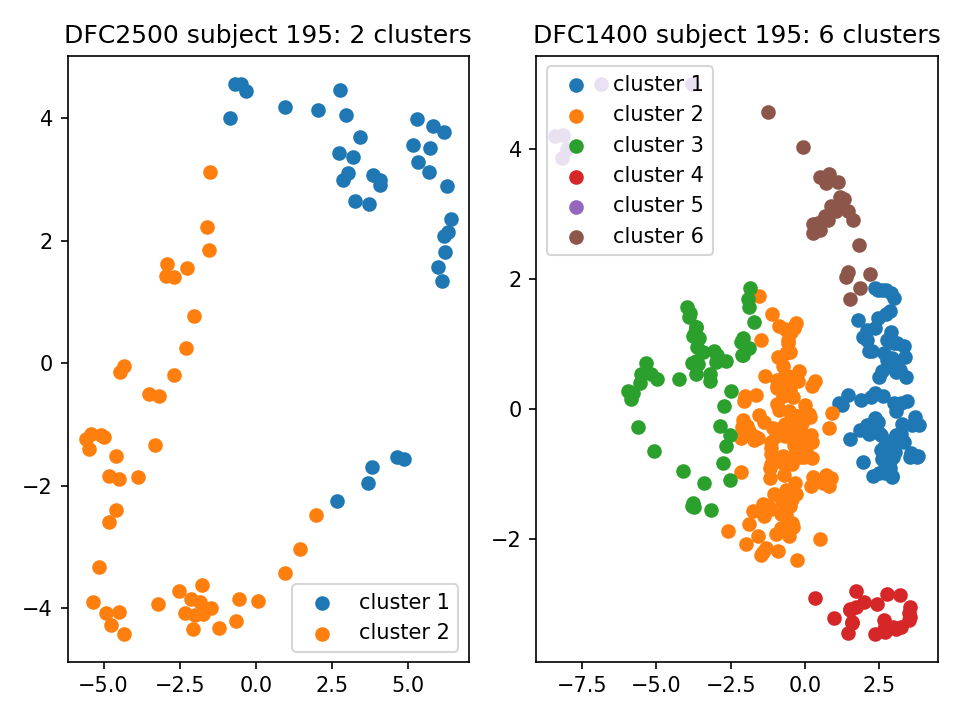 DFC2500 subject 195: 2 clusters
4
2
0
−2
−4
−5.0
−2.5
0.0
2.5
5.0
cluster 1
cluster 2
DFC1400 subject 195: 6 clusters
cluster 1
cluster 2
cluster 3
cluster 4
cluster 5
cluster 6
4
2
0
−2
−7.5
−5.0
−2.5
0.0
2.5